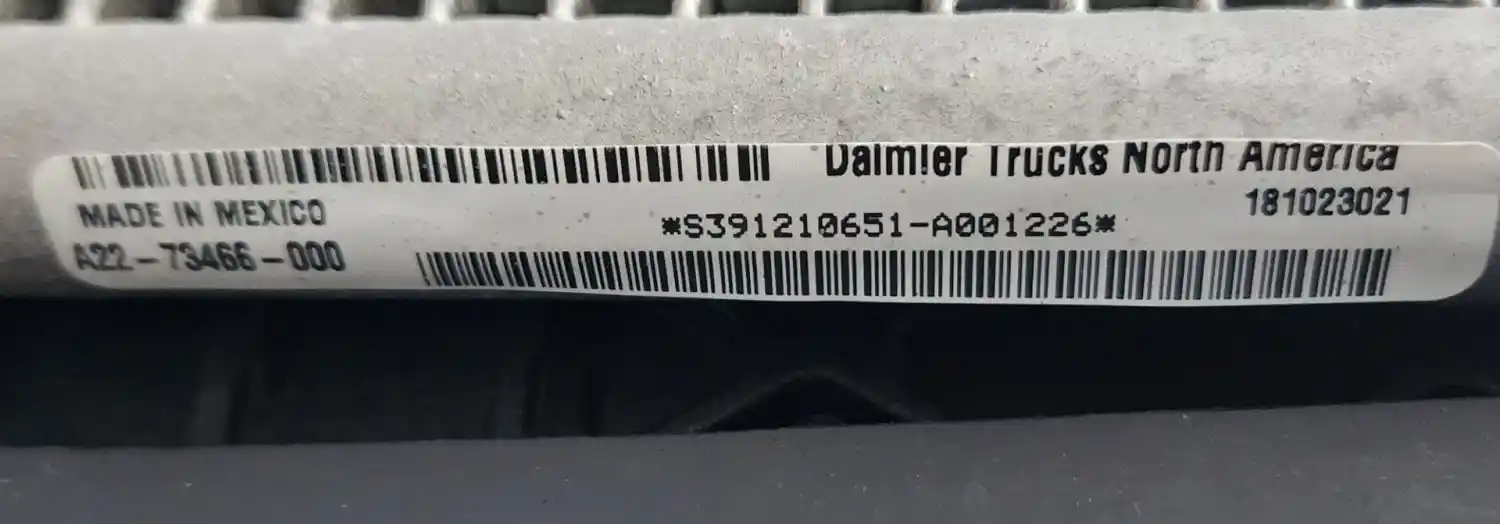 Daimler Trucks North America
181023021
MADE IN MEXICO
*S391210651-A001226*
A22-73466-000